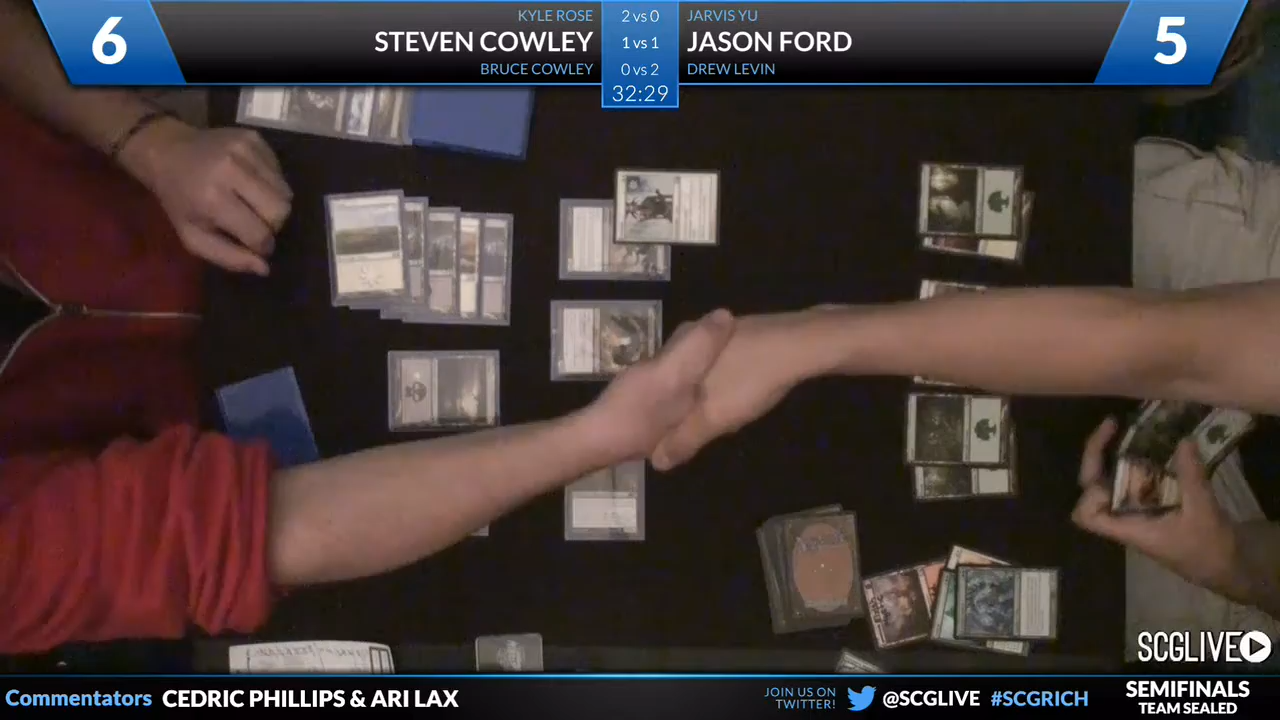 6
KYLE ROSE 2 vs 0 JARVIS YU
STEVEN COWLEY 1 vs 1 JASON FORD
BRUCE COWLEY 0 vs 2 DREW LEVIN
32:29
5
SCGLIVE
Commentators CEDRIC PHILLIPS & ARI LAX
JOIN US ON
TWITTER!
@SCGLIVE #SCGRICH
SEMIFINALS
TEAM SEALED